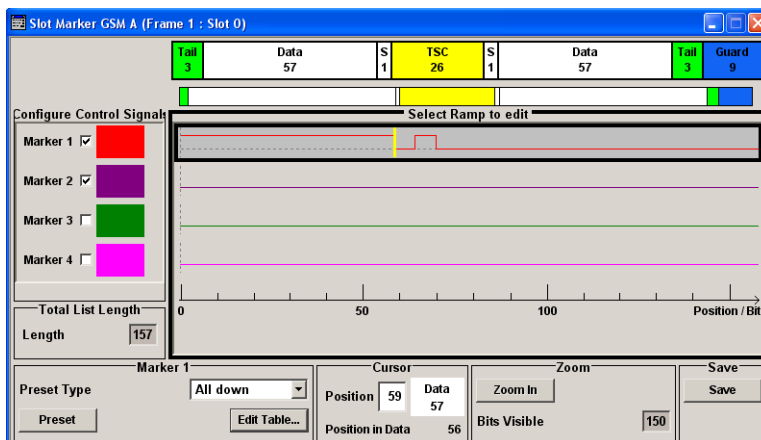 Slot Marker GSM A (Frame 1 : Slot 0)
Tail Data S TSC S Data Tail Guard
3 57 1 26 1 57 3 9
Configure Control Signals
Select Ramp to edit
Marker 1
Marker 2
Marker 3
Marker 4
0 50 100 Position / Bit
Total List Length
Length 157
Marker 1
Preset Type All down
Preset Edit Table...
Cursor
Position 59 Data
57
Position in Data 56
Zoom
Zoom In
Bits Visible 150
Save
Save